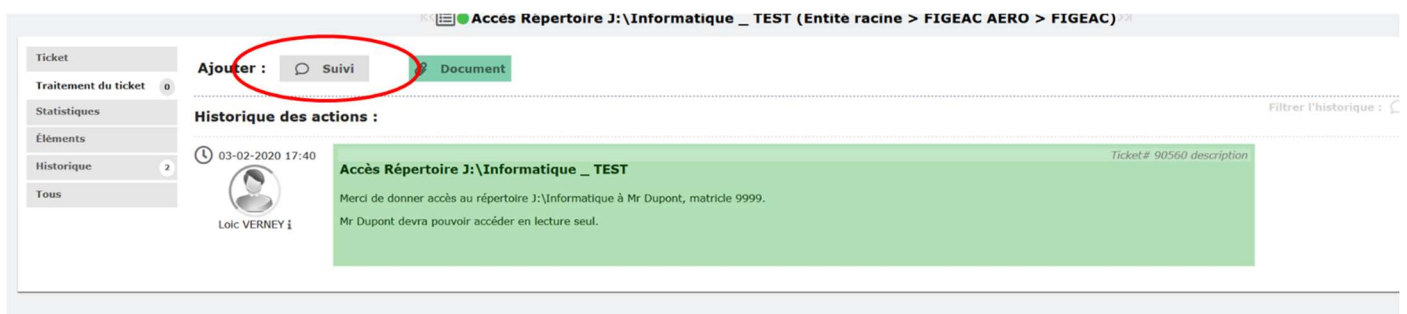 Accès Répertoire J:\Informatique _ TEST (Entité racine > FIGEAC AERO > FIGEAC)
Ticket
Traitement du ticket 0
Statistiques
Éléments
Historique 2
Tous
Ajouter : Suivi Document
Filtrer l'historique :
Historique des actions :
03-02-2020 17:40
Loic VERNEY i
Ticket# 90560 description
Accès Répertoire J:\Informatique _ TEST
Merci de donner accès au répertoire J:\Informatique à Mr Dupont, matricle 9999.
Mr Dupont devra pouvoir accéder en lecture seul.